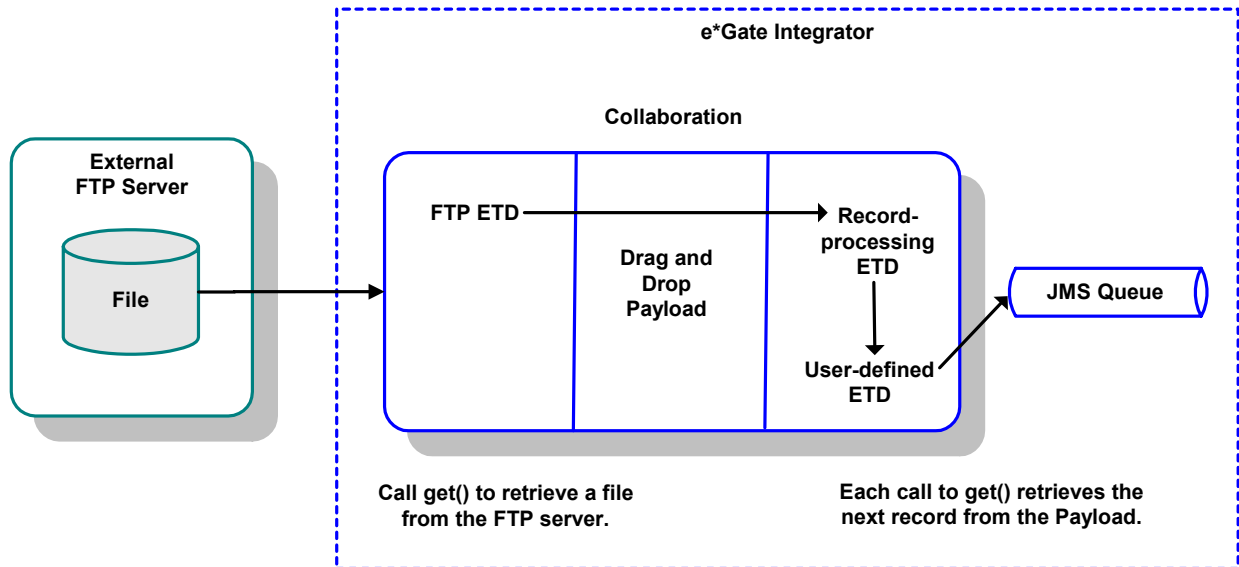 e*Gate Integrator
Collaboration
External
FTP Server
File
FTP ETD
Drag and
Drop
Payload
Record-
processing
ETD
User-defined
ETD
JMS Queue
Call get() to retrieve a file
from the FTP server.
Each call to get() retrieves the
next record from the Payload.